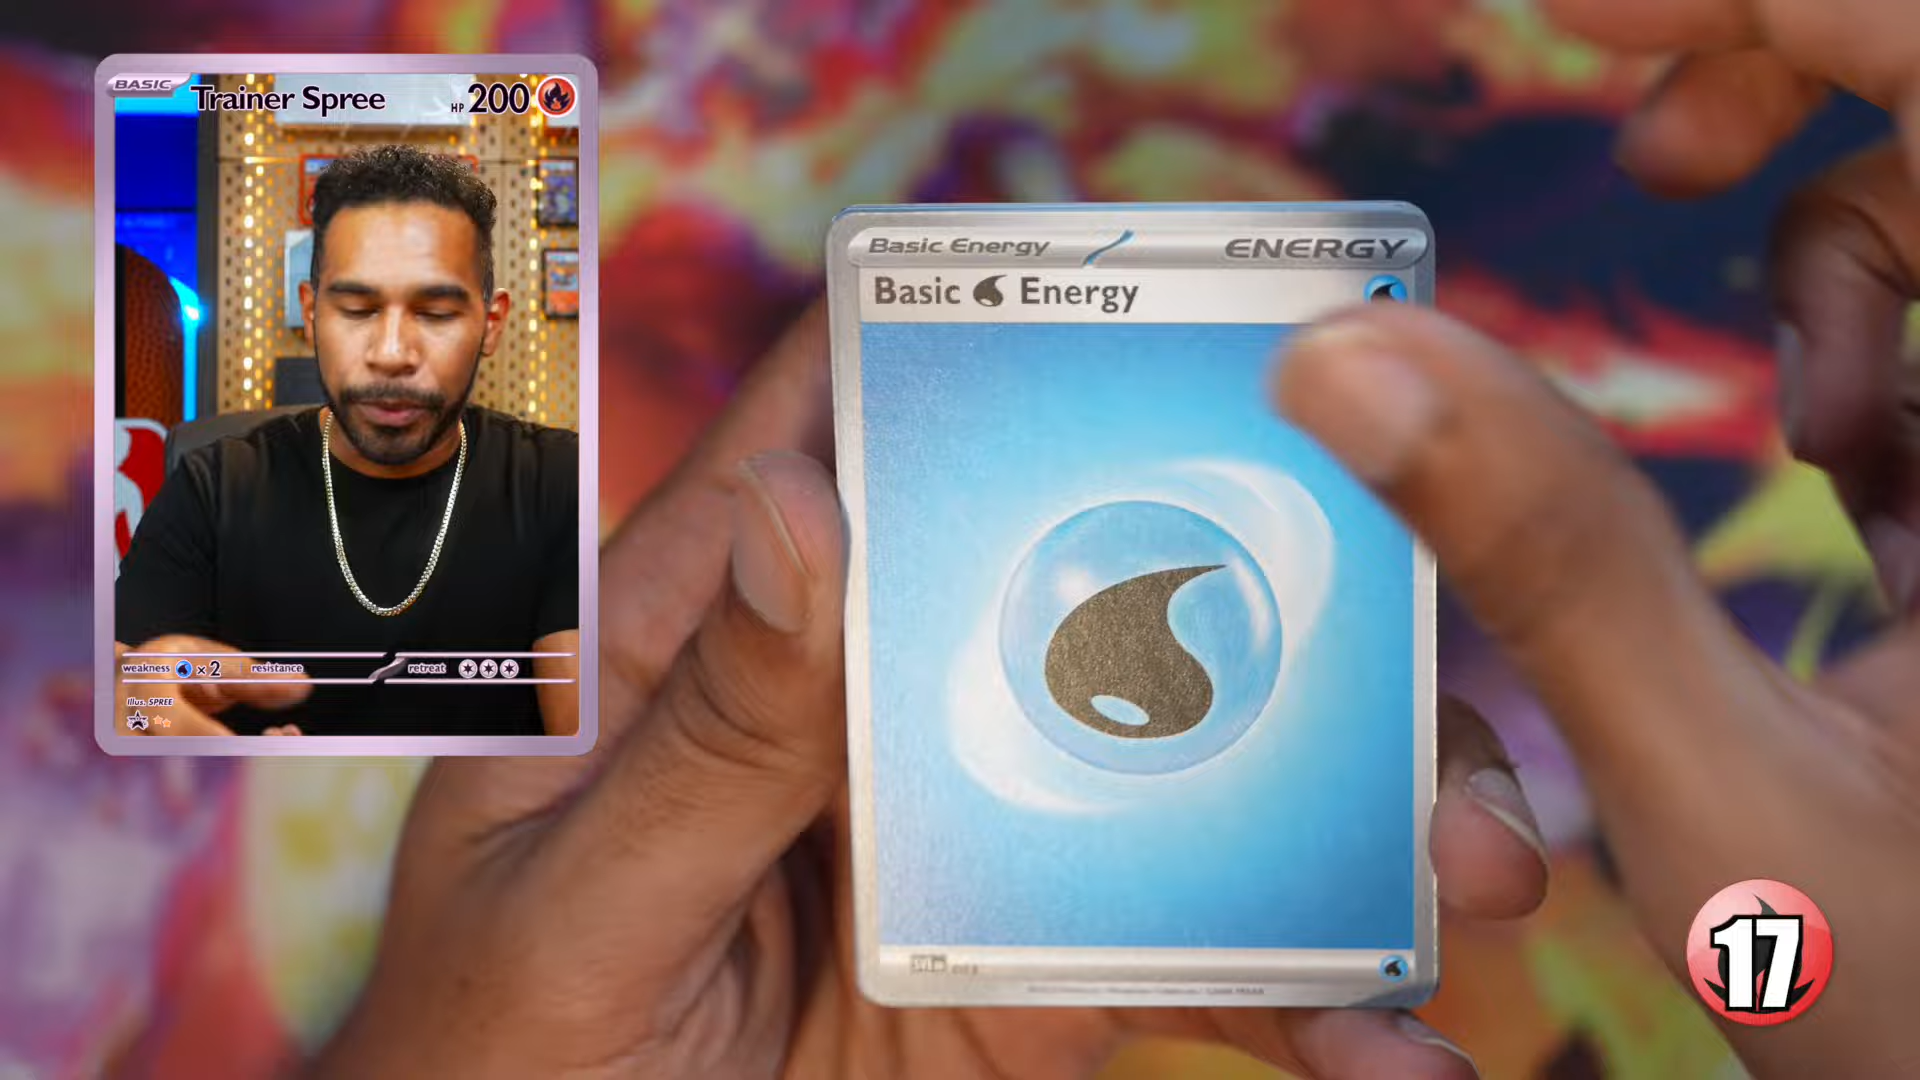 BASIC
Trainer Spree
HP 200
weakness ×2 resistance retreat
Illus. SPREE
Basic Energy ENERGY
Basic Energy
17